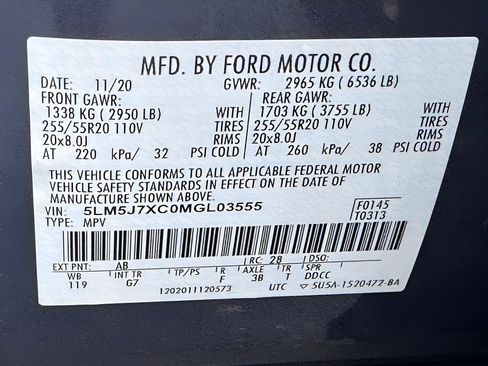 MFD. BY FORD MOTOR CO.
DATE: 11/20 GVWR: 2965 KG ( 6536 LB)
FRONT GAWR: REAR GAWR:
1338 KG ( 2950 LB) WITH 1703 KG ( 3755 LB) WITH
255/55R20 110V TIRES 255/55R20 110V TIRES
20x8.0J RIMS 20x8.0J RIMS
AT 220 kPa/ 32 PSI COLD AT 260 kPa/ 38 PSI COLD
THIS VEHICLE CONFORMS TO ALL APPLICABLE FEDERAL MOTOR
VEHICLE SAFETY STANDARDS IN EFFECT ON THE DATE OF
MANUFACTURE SHOWN ABOVE.
VIN: 5LM5J7XC0MGL03555 F0145
TYPE: MPV T0313
EXT PNT: AB RC: 28 DSO:
WB INT TR TP/PS R AXLE TR SPR
119 G7 F 3B T DDCC
1202011120573 UTC 5U5A-1520472-BA